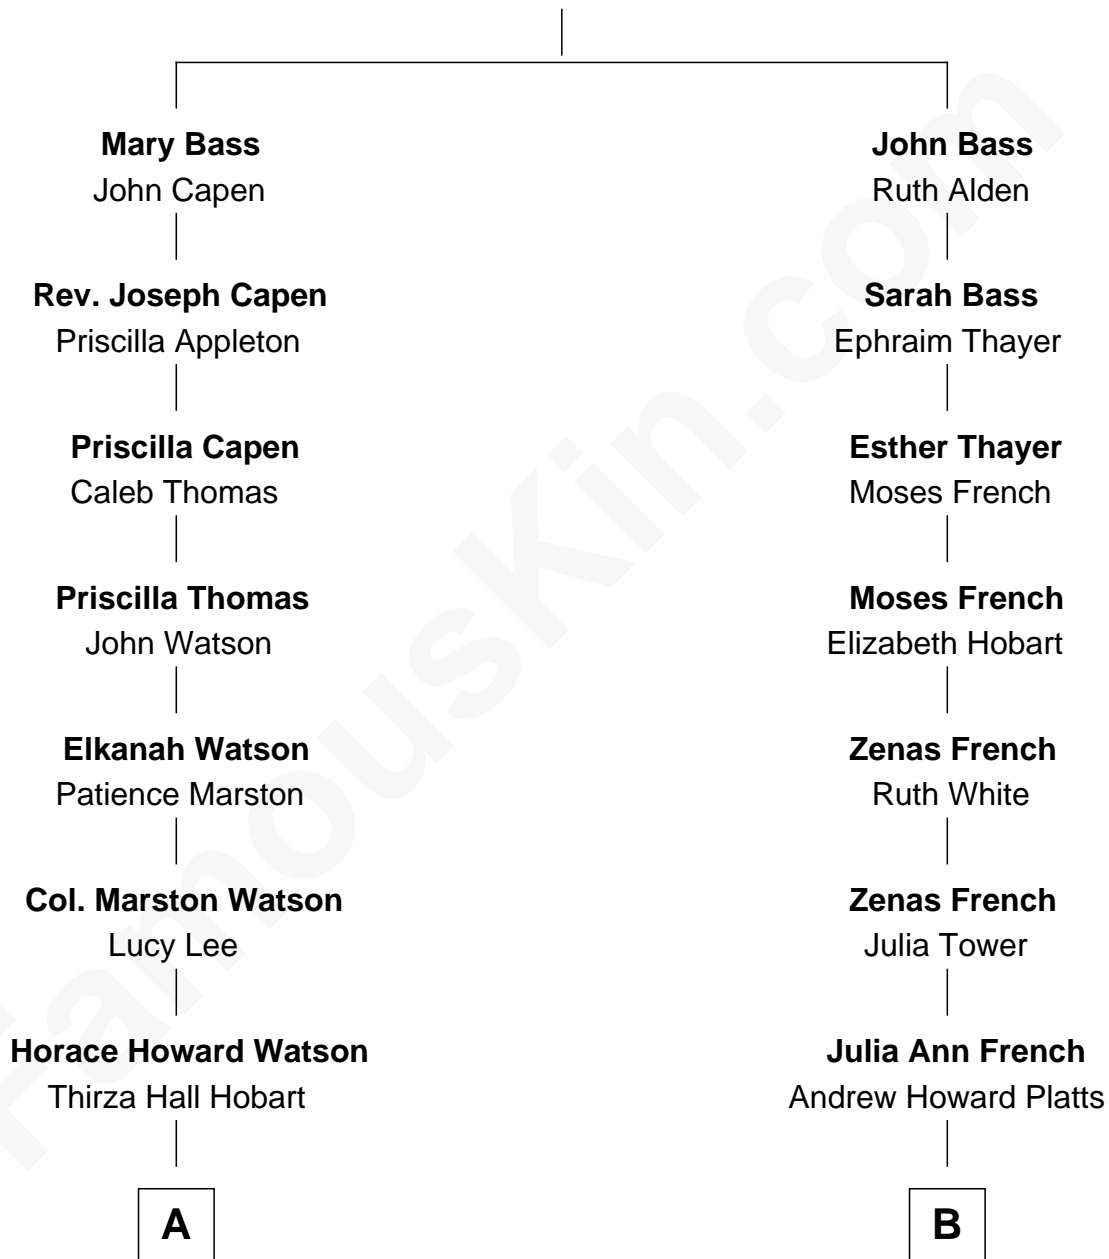 Mary Bass
John Capen
Rev. Joseph Capen
Priscilla Appleton
Priscilla Capen
Caleb Thomas
Priscilla Thomas
John Watson
Elkanah Watson
Patience Marston
Col. Marston Watson
Lucy Lee
Horace Howard Watson
Thirza Hall Hobart
A
John Bass
Ruth Alden
Sarah Bass
Ephraim Thayer
Esther Thayer
Moses French
Moses French
Elizabeth Hobart
Zenas French
Ruth White
Zenas French
Julia Tower
Julia Ann French
Andrew Howard Platts
B
FamousKin.com